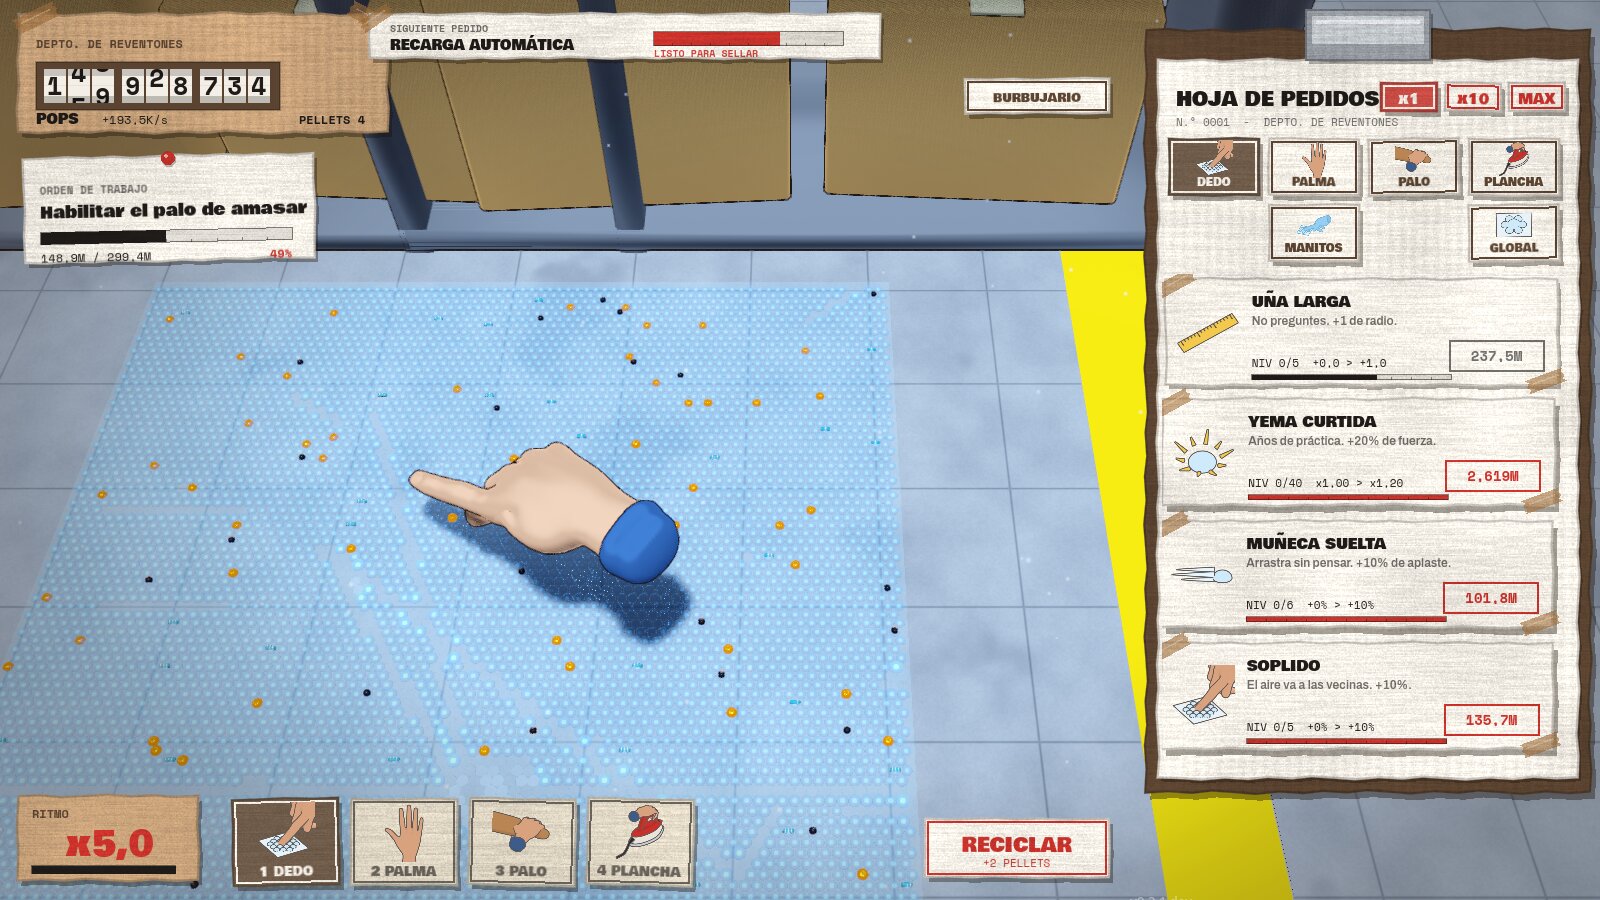 DEPTO. DE REVENTONES
928 734
POPS +193,5K/s PELLETS 4
SIGUIENTE PEDIDO
RECARGA AUTOMÁTICA
LISTO PARA SELLAR
ORDEN DE TRABAJO
Habilitar el palo de amasar
148,9M / 299,4M 49%
BURBUJARIO
HOJA DE PEDIDOS x1 x10 MAX
N.° 0001 - DEPTO. DE REVENTONES
DEDO PALMA PALO PLANCHA
MANITOS GLOBAL
UÑA LARGA
No preguntes. +1 de radio.
NIV 0/5 +0,0 > +1,0
237,5M
YEMA CURTIDA
Años de práctica. +20% de fuerza.
NIV 0/40 x1,00 > x1,20
2,619M
MUÑECA SUELTA
Arrastra sin pensar. +10% de aplaste.
NIV 0/6 +0% > +10%
101,8M
SOPLIDO
El aire va a las vecinas. +10%.
NIV 0/5 +0% > +10%
135,7M
RITMO
x5,0
1 DEDO 2 PALMA 3 PALO 4 PLANCHA
RECICLAR
+2 PELLETS